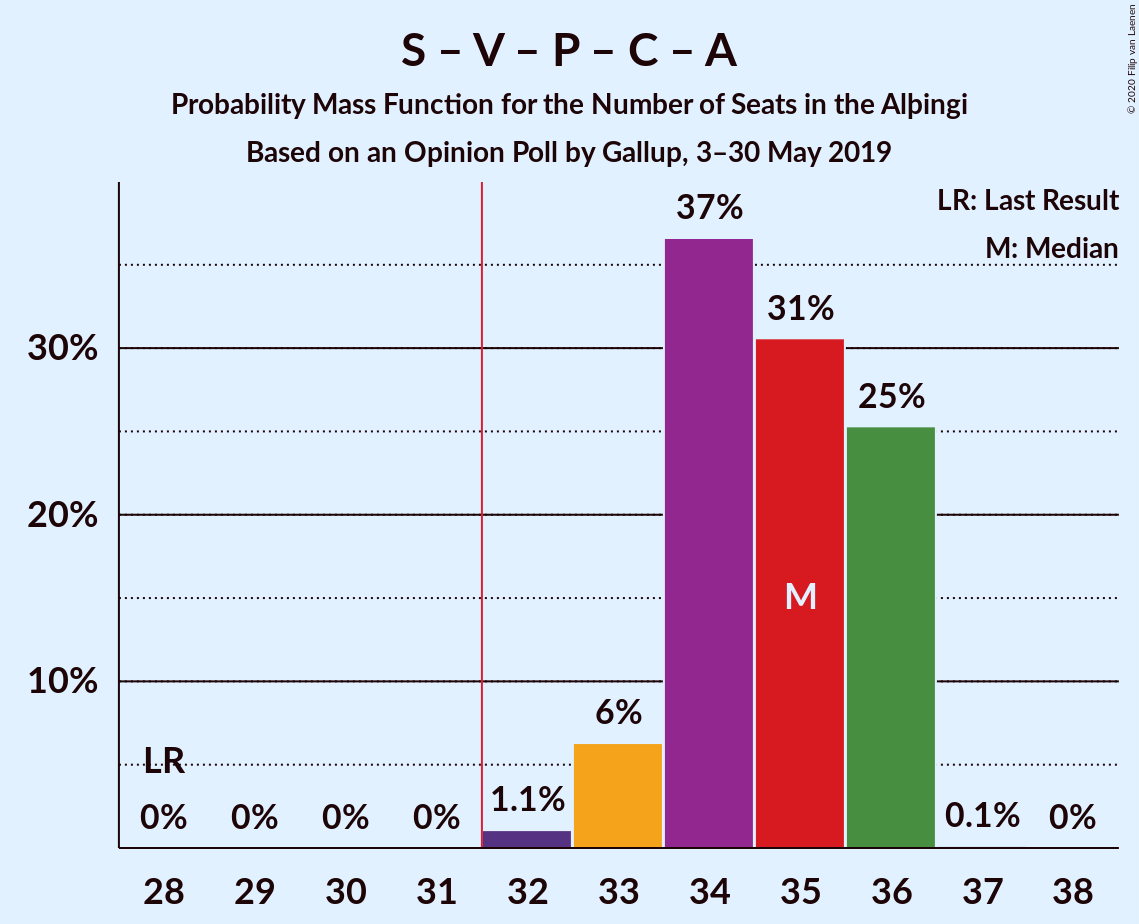 S – V – P – C – A
Probability Mass Function for the Number of Seats in the Alþingi
Based on an Opinion Poll by Gallup, 3–30 May 2019
© 2020 Filip van Laenen
LR: Last Result
M: Median
37%
31%
30%
25%
20%
M
10%
6%
LR
0% 0% 0% 0% 1.1% 0.1% 0%
28 29 30 31 32 33 34 35 36 37 38